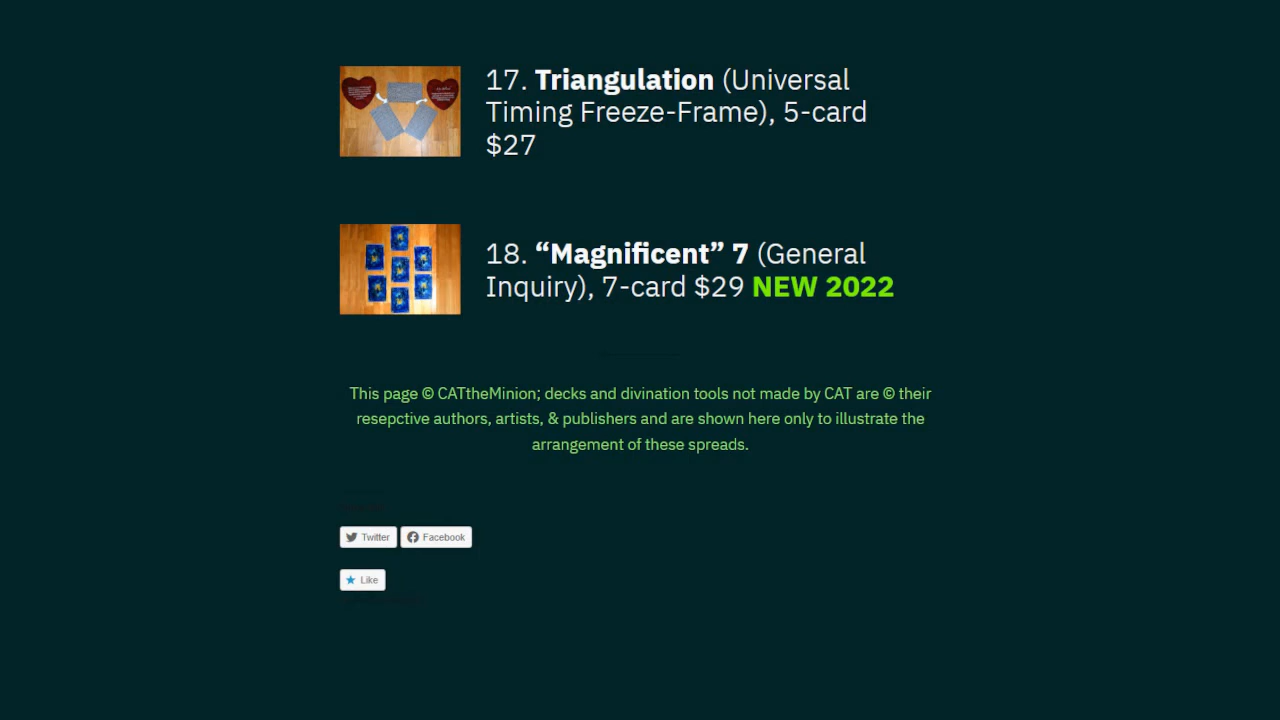 17. Triangulation (Universal
Timing Freeze-Frame), 5-card
$27
18. “Magnificent” 7 (General
Inquiry), 7-card $29 NEW 2022
This page © CATtheMinion; decks and divination tools not made by CAT are © their
resepctive authors, artists, & publishers and are shown here only to illustrate the
arrangement of these spreads.
Twitter
Facebook
Like